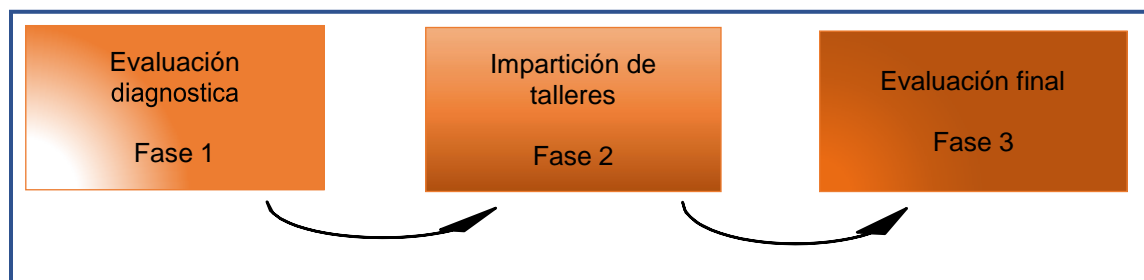 Evaluación
diagnostica
Fase 1
Impartición de
talleres
Fase 2
Evaluación final
Fase 3